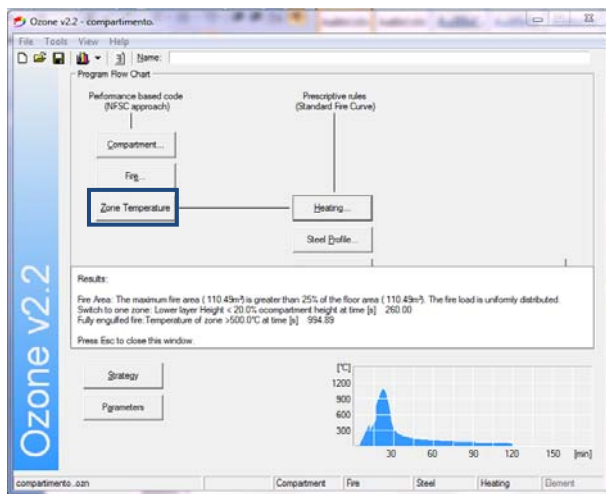 Ozone v2.2 - compartimento.
File Tools View Help
Name:
Program Flow Chart
Performance based code
(NFSC approach)
Prescriptive rules
(Standard Fire Curve)
Compartment...
Fire...
Zone Temperature
Heating...
Steel Profile...
Results:
Fire Area: The maximum fire area ( 110.49m²) is greater than 25% of the floor area ( 110.49m²). The fire load is uniformly distributed.
Switch to one zone: Lower layer Height < 20.0% ocompartment height at time [s] 260.00
Fully engulfed fire:Temperature of zone >500.0°C at time [s] 994.89
Press Esc to close this window.
Strategy
Parameters
Ozone v2.2
[°C]
1200
900
600
300
30 60 90 120 150 [min]
compartimento..ozn Compartment Fire Steel Heating Element